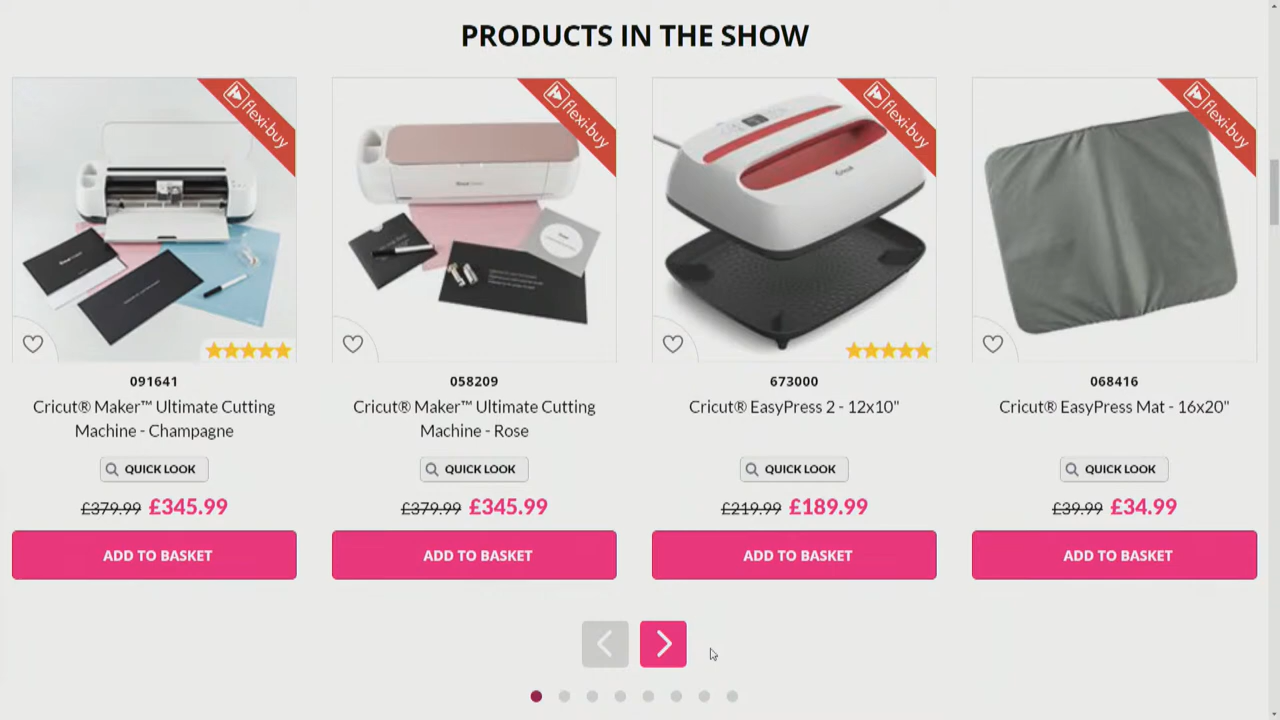 PRODUCTS IN THE SHOW
flexi-buy
flexi-buy
flexi-buy
flexi-buy
Cricut
091641
058209
673000
068416
Cricut® Maker™ Ultimate Cutting
Machine - Champagne
Cricut® Maker™ Ultimate Cutting
Machine - Rose
Cricut® EasyPress 2 - 12x10"
Cricut® EasyPress Mat - 16x20"
QUICK LOOK
QUICK LOOK
QUICK LOOK
QUICK LOOK
£379.99 £345.99
£379.99 £345.99
£219.99 £189.99
£39.99 £34.99
ADD TO BASKET
ADD TO BASKET
ADD TO BASKET
ADD TO BASKET